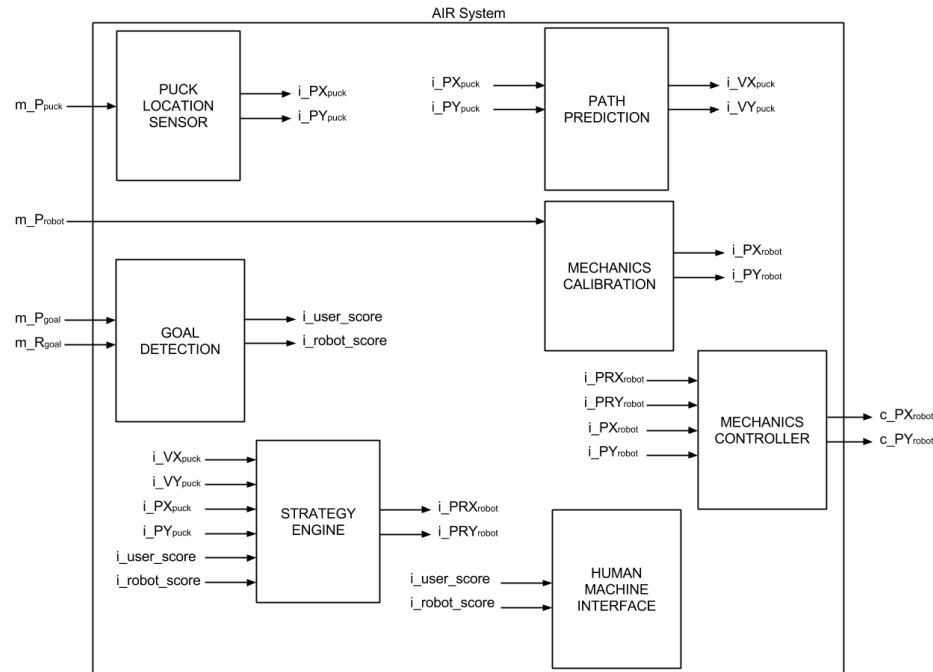 AIR System
m_Ppuck
PUCK
LOCATION
SENSOR
i_PXpuck
i_PYpuck
i_PXpuck
i_PYpuck
PATH
PREDICTION
i_VXpuck
i_VYpuck
m_Probot
MECHANICS
CALIBRATION
i_PXrobot
i_PYrobot
m_Pgoal
m_Rgoal
GOAL
DETECTION
i_user_score
i_robot_score
i_PRXrobot
i_PRYrobot
i_PXrobot
i_PYrobot
MECHANICS
CONTROLLER
c_PXrobot
c_PYrobot
i_VXpuck
i_VYpuck
i_PXpuck
i_PYpuck
i_user_score
i_robot_score
STRATEGY
ENGINE
i_PRXrobot
i_PRYrobot
i_user_score
i_robot_score
HUMAN
MACHINE
INTERFACE